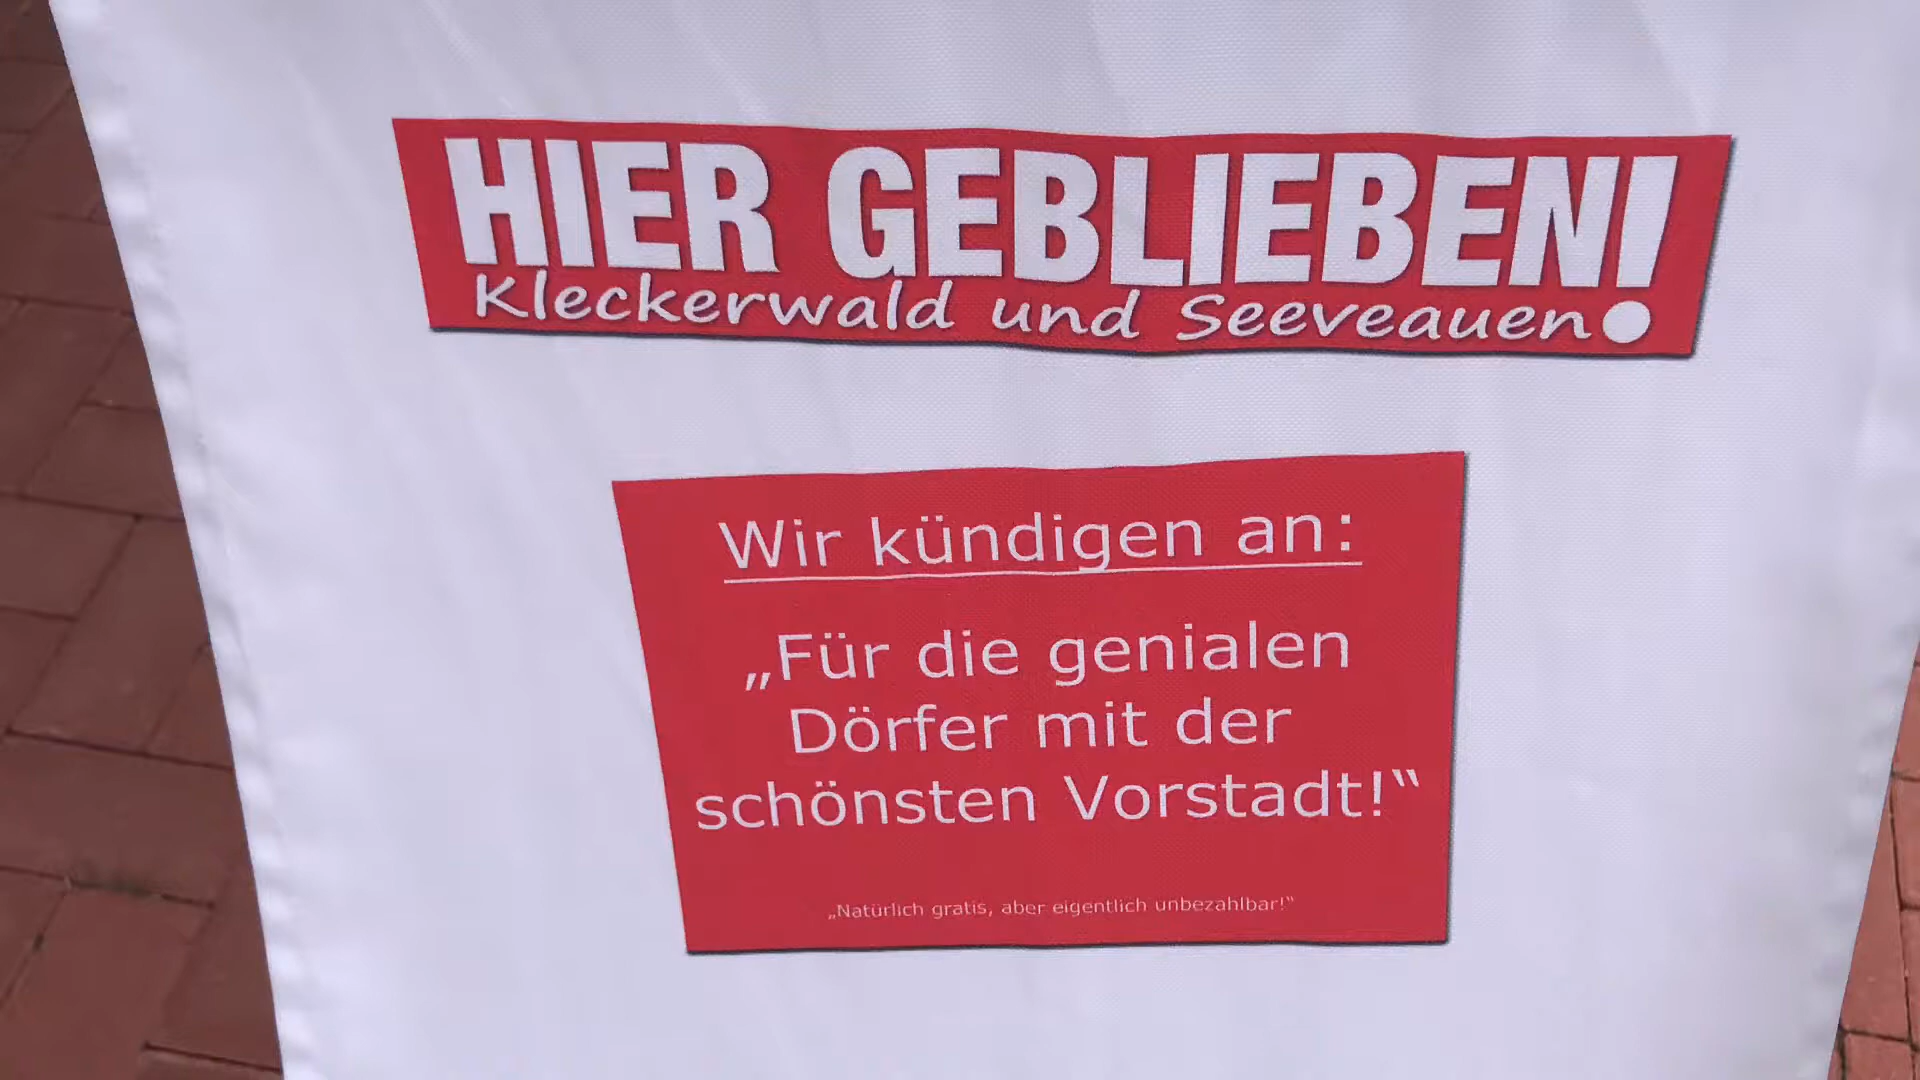 HIER GEBLIEBEN!
Kleckerwald und Seeveauen
Wir kündigen an:
„Für die genialen
Dörfer mit der
schönsten Vorstadt!“
„Natürlich gratis, aber eigentlich unbezahlbar!“